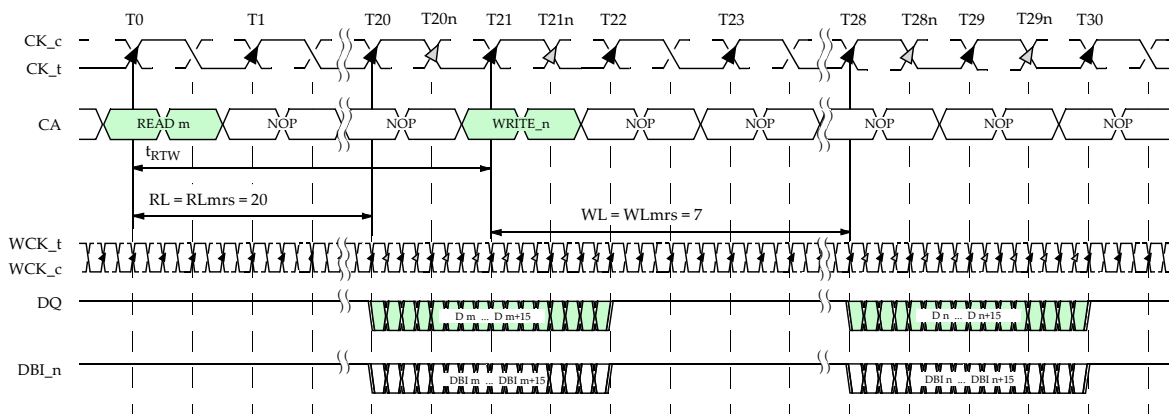 T0 T1 T20 T20n T21 T21n T22 T23 T28 T28n T29 T29n T30
CK_c
CK_t
CA READ m NOP NOP WRITE_n NOP NOP NOP NOP NOP
tRTW
RL = RLmrs = 20
WL = WLmrs = 7
WCK_t
WCK_c
DQ D m ... D m+15 D n ... D n+15
DBI_n DBI m ... DBI m+15 DBI n ... DBI n+15